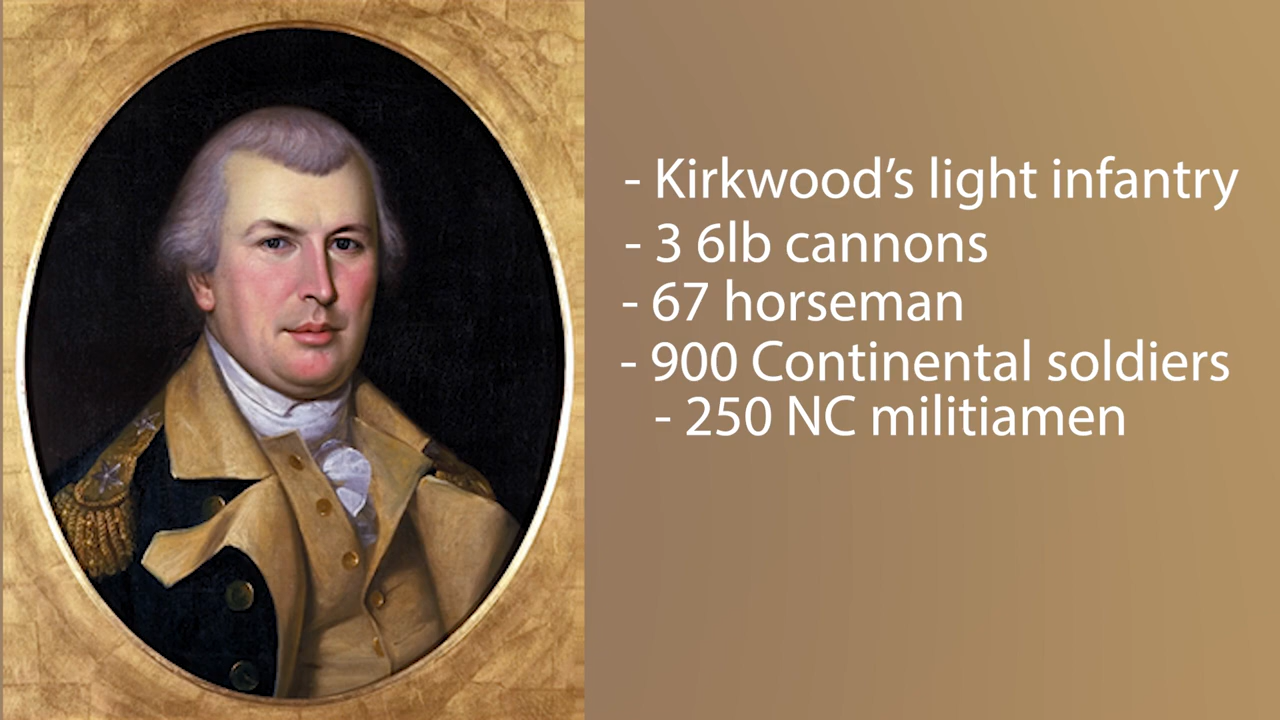 - Kirkwood’s light infantry
- 3 6lb cannons
- 67 horseman
- 900 Continental soldiers
- 250 NC militiamen